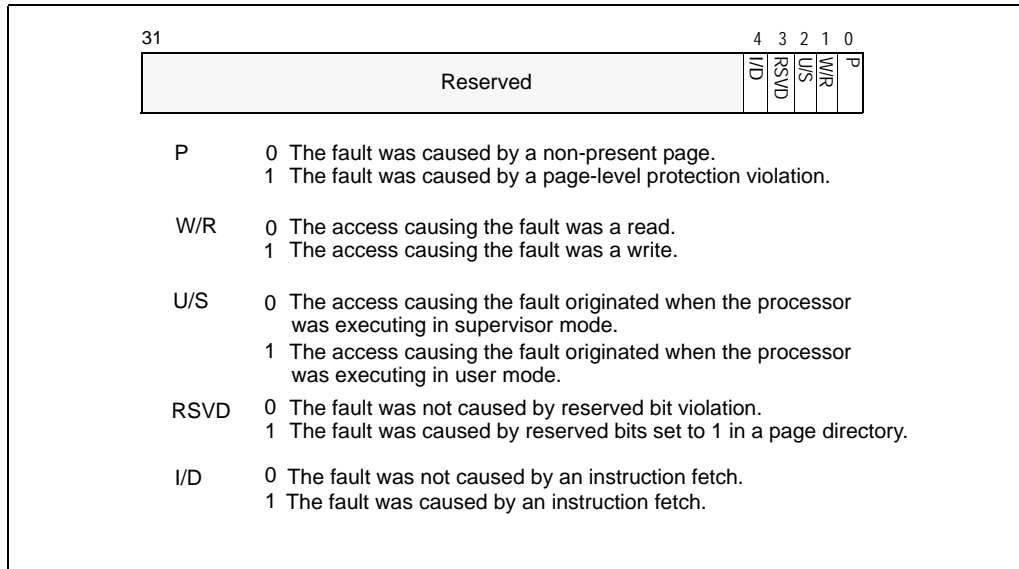 31 4 3 2 1 0
Reserved I/D RSVD U/S W/R P
P 0 The fault was caused by a non-present page.
1 The fault was caused by a page-level protection violation.
W/R 0 The access causing the fault was a read.
1 The access causing the fault was a write.
U/S 0 The access causing the fault originated when the processor
was executing in supervisor mode.
1 The access causing the fault originated when the processor
was executing in user mode.
RSVD 0 The fault was not caused by reserved bit violation.
1 The fault was caused by reserved bits set to 1 in a page directory.
I/D 0 The fault was not caused by an instruction fetch.
1 The fault was caused by an instruction fetch.